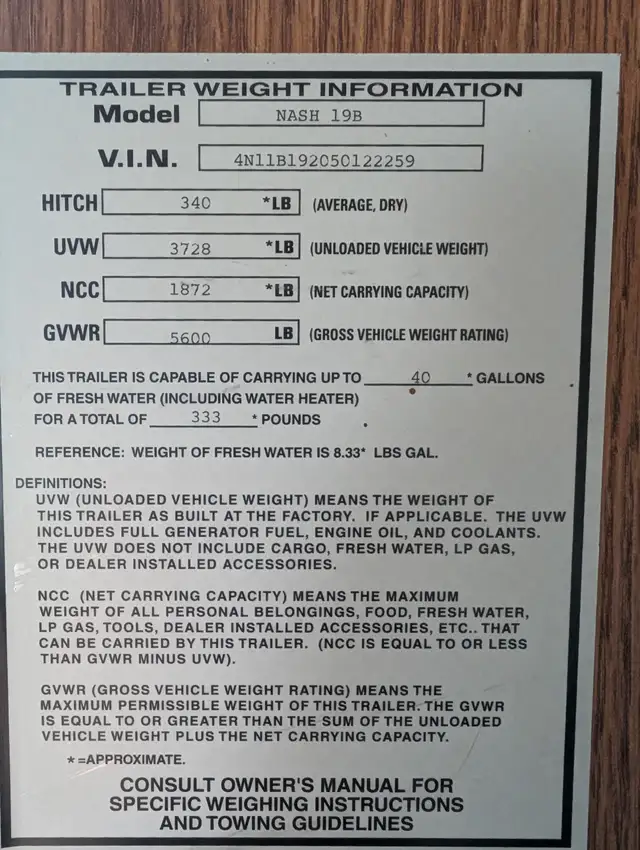 TRAILER WEIGHT INFORMATION
Model NASH 19B
V.I.N. 4N11B192050122259
HITCH 340 *LB (AVERAGE, DRY)
UVW 3728 *LB (UNLOADED VEHICLE WEIGHT)
NCC 1872 *LB (NET CARRYING CAPACITY)
GVWR 5600 LB (GROSS VEHICLE WEIGHT RATING)
THIS TRAILER IS CAPABLE OF CARRYING UP TO 40 * GALLONS
OF FRESH WATER (INCLUDING WATER HEATER)
FOR A TOTAL OF 333 * POUNDS
REFERENCE: WEIGHT OF FRESH WATER IS 8.33* LBS GAL.
DEFINITIONS:
UVW (UNLOADED VEHICLE WEIGHT) MEANS THE WEIGHT OF
THIS TRAILER AS BUILT AT THE FACTORY. IF APPLICABLE. THE UVW
INCLUDES FULL GENERATOR FUEL, ENGINE OIL, AND COOLANTS.
THE UVW DOES NOT INCLUDE CARGO, FRESH WATER, LP GAS,
OR DEALER INSTALLED ACCESSORIES.
NCC (NET CARRYING CAPACITY) MEANS THE MAXIMUM
WEIGHT OF ALL PERSONAL BELONGINGS, FOOD, FRESH WATER,
LP GAS, TOOLS, DEALER INSTALLED ACCESSORIES, ETC.. THAT
CAN BE CARRIED BY THIS TRAILER. (NCC IS EQUAL TO OR LESS
THAN GVWR MINUS UVW).
GVWR (GROSS VEHICLE WEIGHT RATING) MEANS THE
MAXIMUM PERMISSIBLE WEIGHT OF THIS TRAILER. THE GVWR
IS EQUAL TO OR GREATER THAN THE SUM OF THE UNLOADED
VEHICLE WEIGHT PLUS THE NET CARRYING CAPACITY.
* =APPROXIMATE.
CONSULT OWNER'S MANUAL FOR
SPECIFIC WEIGHING INSTRUCTIONS
AND TOWING GUIDELINES